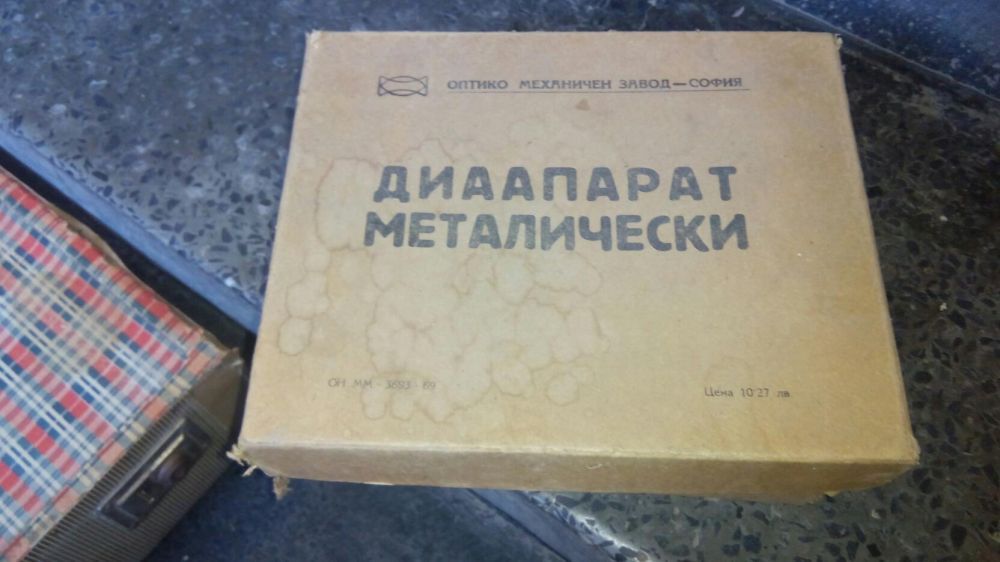 ОПТИКО МЕХАНИЧЕН ЗАВОД — СОФИЯ
ДИААПАРАТ
МЕТАЛИЧЕСКИ
ОН ММ - 3693 - 69
Цена 10.27 лв.